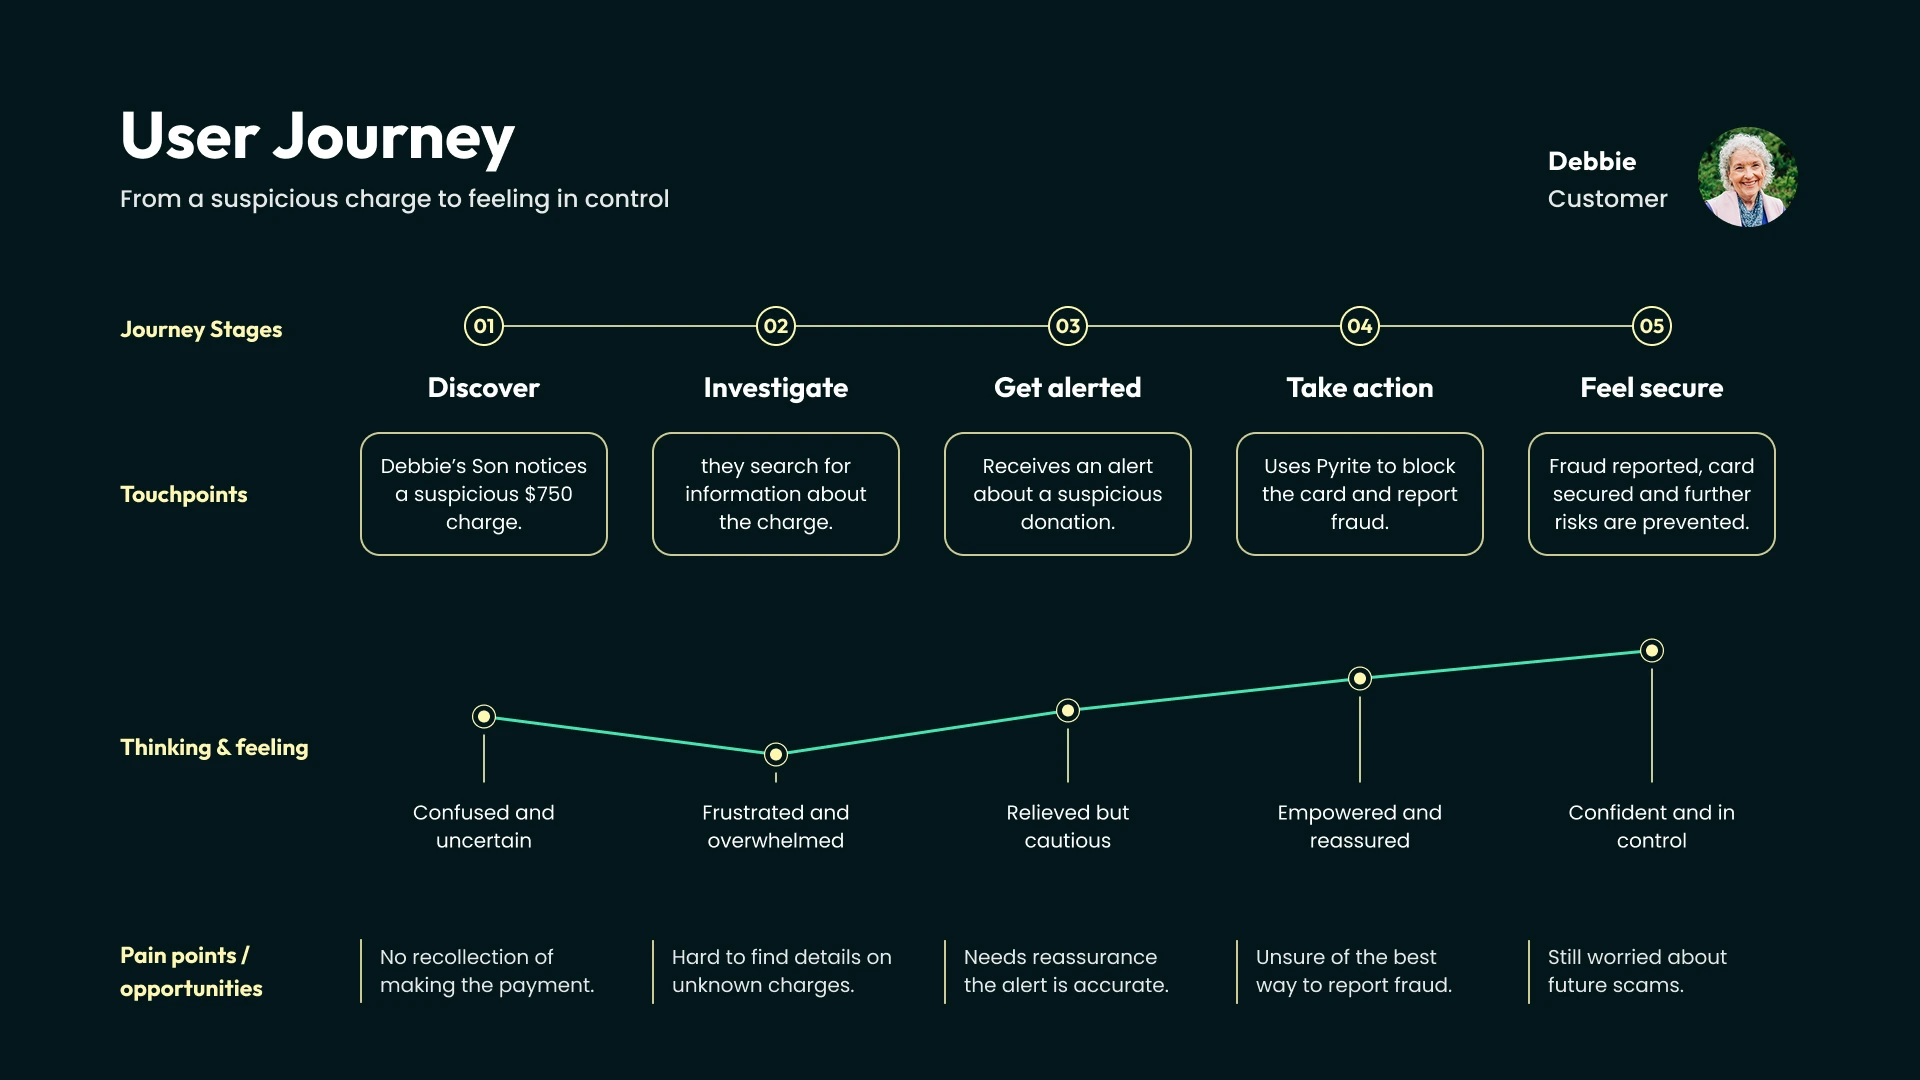 User Journey
From a suspicious charge to feeling in control
Debbie
Customer
Journey Stages
01
02
03
04
05
Discover
Investigate
Get alerted
Take action
Feel secure
Touchpoints
Debbie’s Son notices
a suspicious $750
charge.
they search for
information about
the charge.
Receives an alert
about a suspicious
donation.
Uses Pyrite to block
the card and report
fraud.
Fraud reported, card
secured and further
risks are prevented.
Thinking & feeling
Confused and
uncertain
Frustrated and
overwhelmed
Relieved but
cautious
Empowered and
reassured
Confident and in
control
Pain points /
opportunities
No recollection of
making the payment.
Hard to find details on
unknown charges.
Needs reassurance
the alert is accurate.
Unsure of the best
way to report fraud.
Still worried about
future scams.